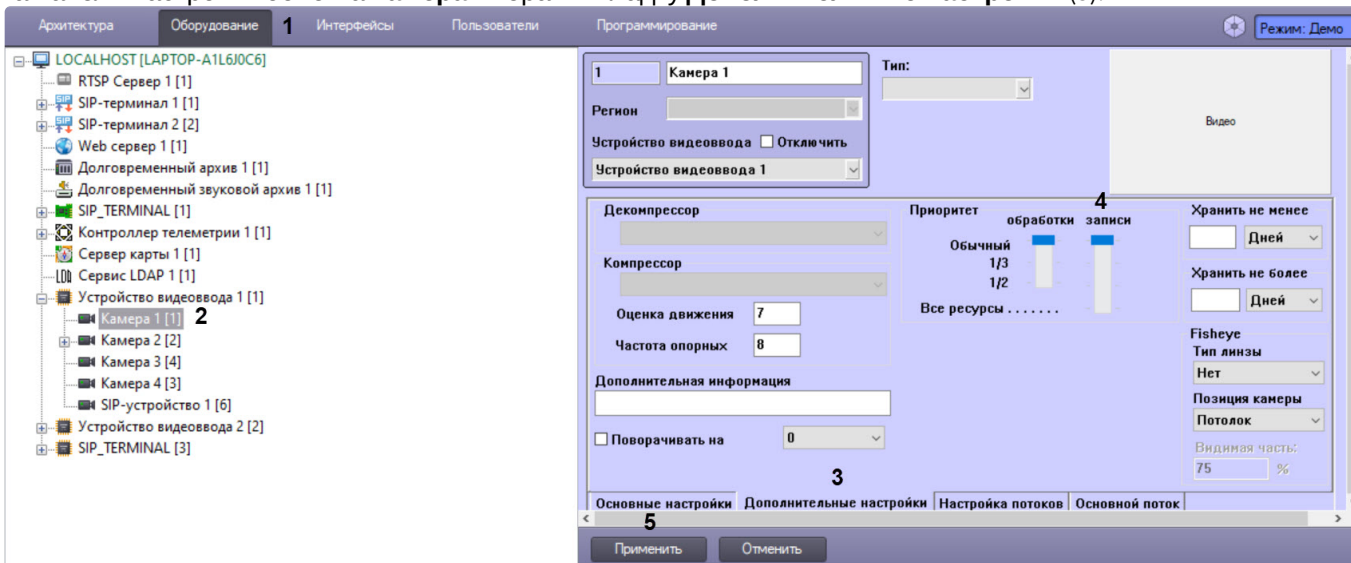 Архитектура Оборудование 1 Интерфейсы Пользователи Программирование Режим: Демо
LOCALHOST [LAPTOP-A1L6J0C6]
RTSP Сервер 1 [1]
SIP-терминал 1 [1]
SIP-терминал 2 [2]
Web сервер 1 [1]
Долговременный архив 1 [1]
Долговременный звуковой архив 1 [1]
SIP_TERMINAL [1]
Контроллер телеметрии 1 [1]
Сервер карты 1 [1]
Сервис LDAP 1 [1]
Устройство видеоввода 1 [1]
Камера 1 [1] 2
Камера 2 [2]
Камера 3 [4]
Камера 4 [3]
SIP-устройство 1 [6]
Устройство видеоввода 2 [2]
SIP_TERMINAL [3]
1 Камера 1
Тип:
Регион
Устройство видеоввода Отключить
Устройство видеоввода 1
Видео
Декомпрессор
Компрессор
Оценка движения 7
Частота опорных 8
Дополнительная информация
Поворачивать на 0
4
Приоритет обработки записи
Обычный
1/3
1/2
Все ресурсы . . . . . . .
Хранить не менее
Дней
Хранить не более
Дней
Fisheye
Тип линзы
Нет
Позиция камеры
Потолок
Видимая часть:
75 %
3
Основные настройки Дополнительные настройки Настройка потоков Основной поток
5
Применить Отменить